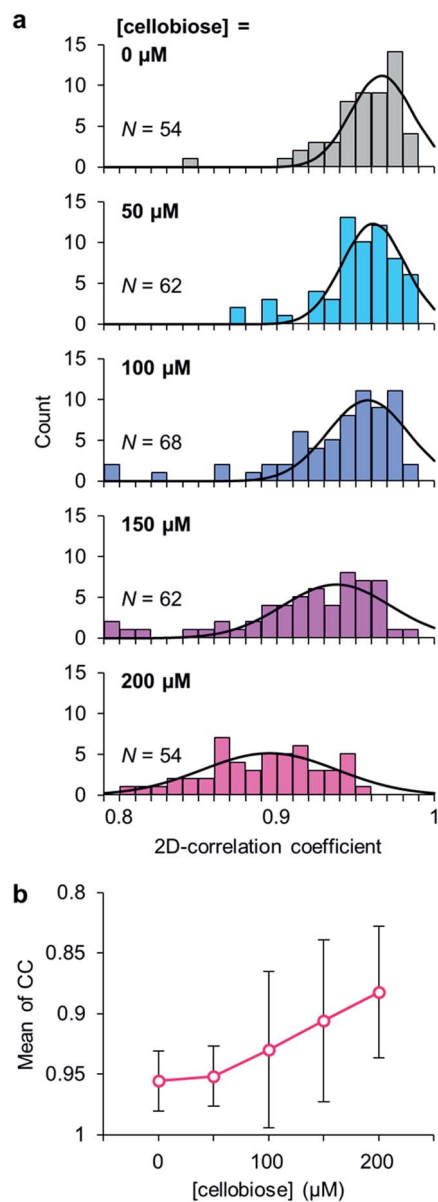 a
[cellobiose] =
0 µM
15
10
5
0
N = 54
50 µM
15
10
5
0
N = 62
100 µM
15
10
5
0
N = 68
Count
150 µM
15
10
5
0
N = 62
200 µM
15
10
5
0
N = 54
0.8 0.9 1
2D-correlation coefficient
b
0.8
0.85
0.9
0.95
1
Mean of CC
0 100 200
[cellobiose] (µM)